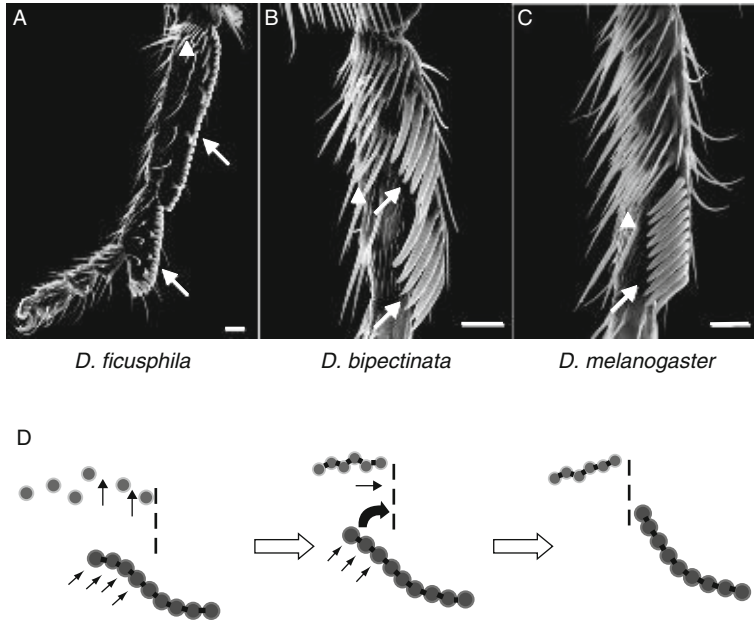 A
B
C
D. ficusphila
D. bipectinata
D. melanogaster
D